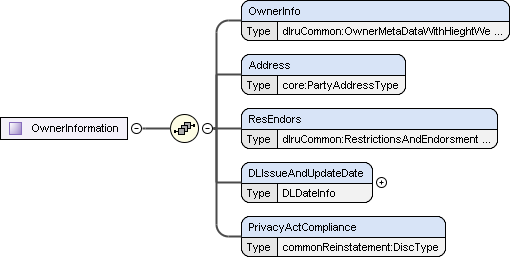 OwnerInfo
Type dlruCommon:OwnerMetaDataWithHieghtWe ...
Address
Type core:PartyAddressType
OwnerInformation
ResEndors
Type dlruCommon:RestrictionsAndEndorsment ...
DLIssueAndUpdateDate
Type DLDateInfo
PrivacyActCompliance
Type commonReinstatement:DiscType